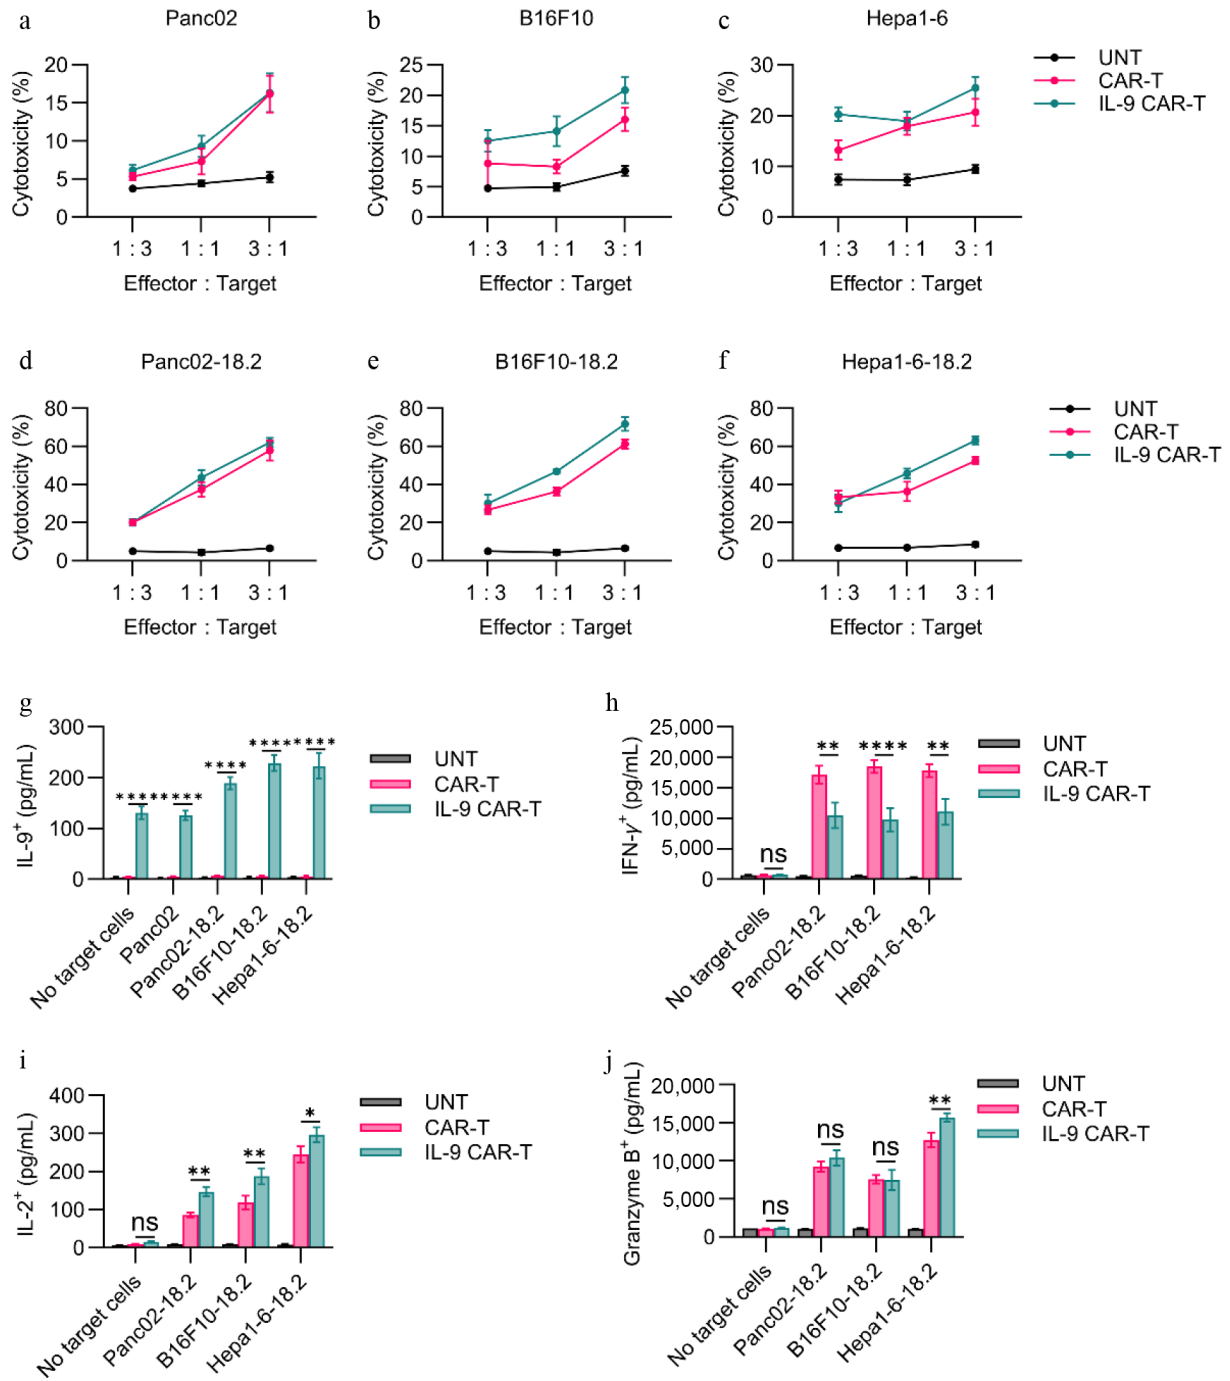 a Panc02
b B16F10
c Hepa1-6
Cytotoxicity (%)
20
15
10
5
0
1 : 3 1 : 1 3 : 1
Effector : Target
Cytotoxicity (%)
25
20
15
10
5
0
1 : 3 1 : 1 3 : 1
Effector : Target
Cytotoxicity (%)
30
20
10
0
1 : 3 1 : 1 3 : 1
Effector : Target
UNT
CAR-T
IL-9 CAR-T
d Panc02-18.2
e B16F10-18.2
f Hepa1-6-18.2
Cytotoxicity (%)
80
60
40
20
0
1 : 3 1 : 1 3 : 1
Effector : Target
Cytotoxicity (%)
80
60
40
20
0
1 : 3 1 : 1 3 : 1
Effector : Target
Cytotoxicity (%)
80
60
40
20
0
1 : 3 1 : 1 3 : 1
Effector : Target
UNT
CAR-T
IL-9 CAR-T
g
IL-9⁺ (pg/mL)
300
200
100
0
******** **** ********
No target cells
Panc02
Panc02-18.2
B16F10-18.2
Hepa1-6-18.2
UNT
CAR-T
IL-9 CAR-T
h
IFN-γ⁺ (pg/mL)
25,000
20,000
15,000
10,000
5,000
0
ns ** **** **
No target cells
Panc02-18.2
B16F10-18.2
Hepa1-6-18.2
UNT
CAR-T
IL-9 CAR-T
i
IL-2⁺ (pg/mL)
400
300
200
100
0
ns ** ** *
No target cells
Panc02-18.2
B16F10-18.2
Hepa1-6-18.2
UNT
CAR-T
IL-9 CAR-T
j
Granzyme B⁺ (pg/mL)
20,000
15,000
10,000
5,000
0
ns ns ns **
No target cells
Panc02-18.2
B16F10-18.2
Hepa1-6-18.2
UNT
CAR-T
IL-9 CAR-T